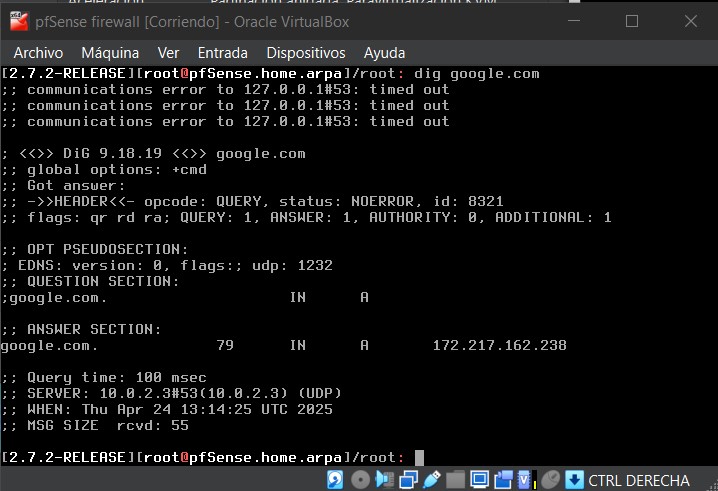 pfSense firewall [Corriendo] - Oracle VirtualBox
Archivo Máquina Ver Entrada Dispositivos Ayuda
[2.7.2-RELEASE][root@pfSense.home.arpa]/root: dig google.com
;; communications error to 127.0.0.1#53: timed out
;; communications error to 127.0.0.1#53: timed out
;; communications error to 127.0.0.1#53: timed out
; <<>> DiG 9.18.19 <<>> google.com
;; global options: +cmd
;; Got answer:
;; ->>HEADER<<- opcode: QUERY, status: NOERROR, id: 8321
;; flags: qr rd ra; QUERY: 1, ANSWER: 1, AUTHORITY: 0, ADDITIONAL: 1
;; OPT PSEUDOSECTION:
; EDNS: version: 0, flags:; udp: 1232
;; QUESTION SECTION:
;google.com. IN A
;; ANSWER SECTION:
google.com. 79 IN A 172.217.162.238
;; Query time: 100 msec
;; SERVER: 10.0.2.3#53(10.0.2.3) (UDP)
;; WHEN: Thu Apr 24 13:14:25 UTC 2025
;; MSG SIZE rcvd: 55
[2.7.2-RELEASE][root@pfSense.home.arpa]/root:
CTRL DERECHA